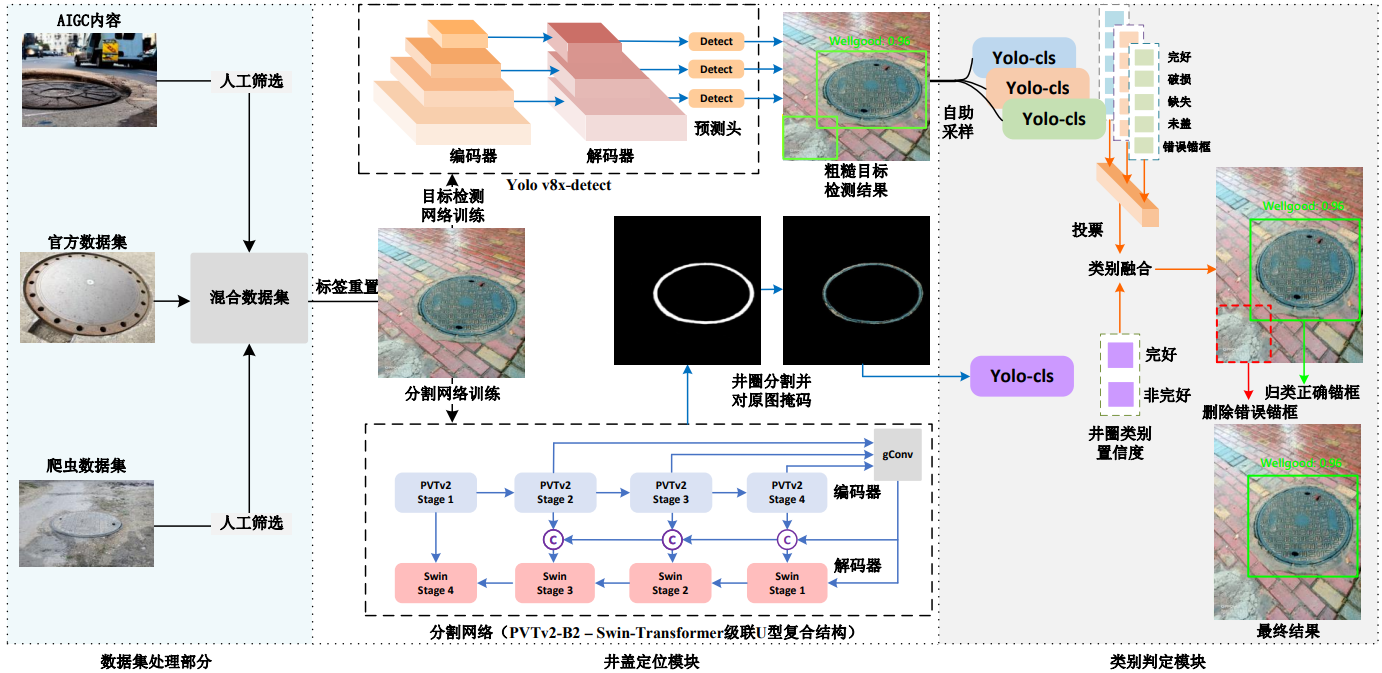 AIGC内容
人工筛选
官方数据集
混合数据集
爬虫数据集
人工筛选
数据集处理部分
标签重置
Detect
Detect
Detect
预测头
编码器
解码器
Yolo v8x-detect
目标检测
网络训练
Wellgood 0.96
粗糙目标
检测结果
分割网络训练
井圈分割并
对原图掩码
gConv
PVTv2
Stage 1
PVTv2
Stage 2
PVTv2
Stage 3
PVTv2
Stage 4
编码器
C
C
C
解码器
Swin
Stage 4
Swin
Stage 3
Swin
Stage 2
Swin
Stage 1
分割网络（PVTv2-B2 – Swin-Transformer级联U型复合结构）
井盖定位模块
自助
采样
Yolo-cls
Yolo-cls
Yolo-cls
完好
破损
缺失
未盖
错误锚框
投票
类别融合
Wellgood 0.96
Yolo-cls
完好
非完好
井圈类别
置信度
归类正确锚框
删除错误锚框
Wellgood 0.96
最终结果
类别判定模块